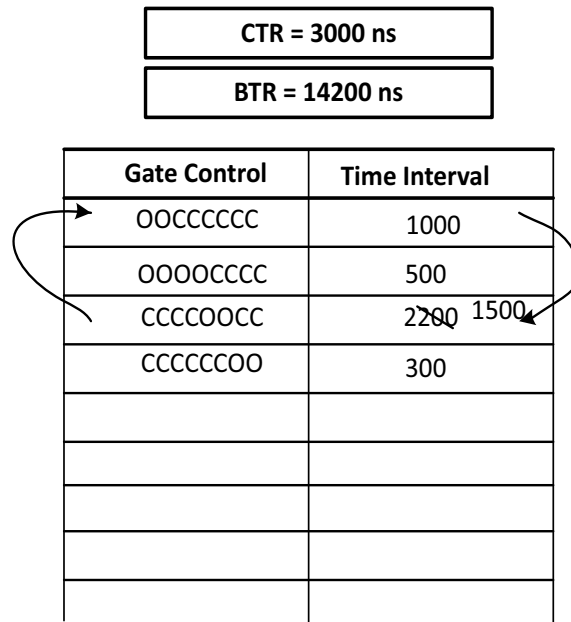 CTR = 3000 ns
BTR = 14200 ns
Gate Control Time Interval
OOCCCCCC 1000
OOOOCCCC 500
CCCCOOCC 2200 1500
CCCCCCOO 300